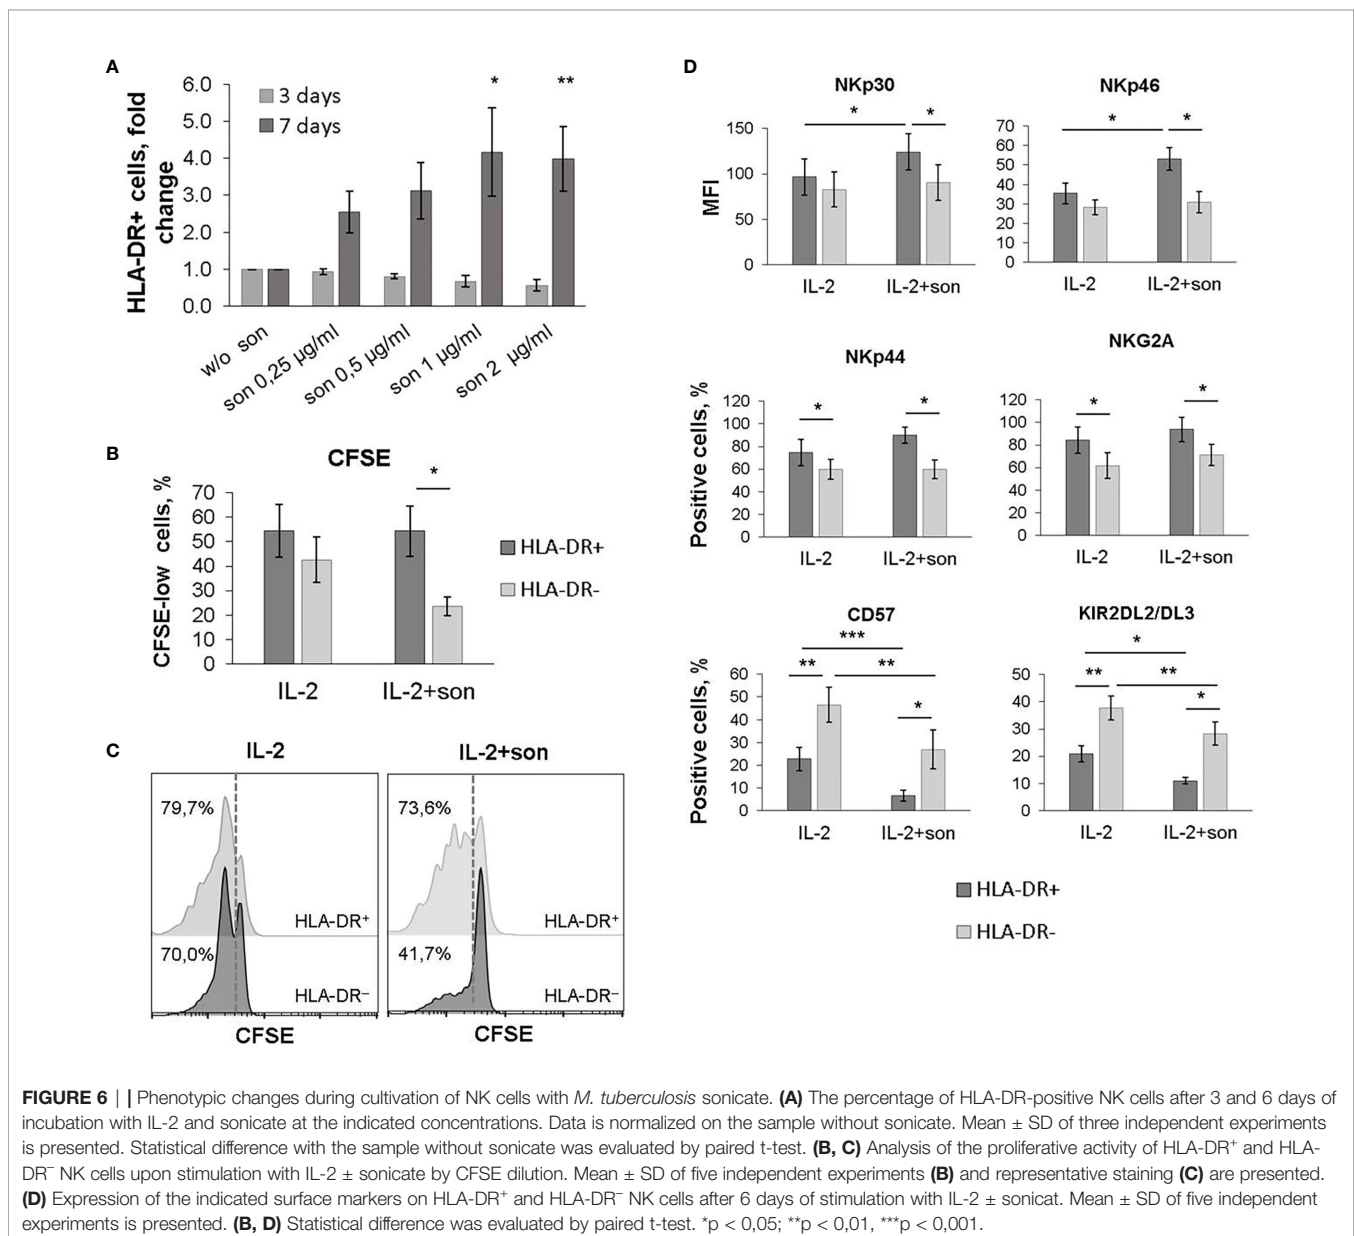 A
HLA-DR+ cells, fold
change
6.0
5.0
4.0
3.0
2.0
1.0
0.0
3 days
7 days
*
**
w/o son
son 0,25 µg/ml
son 0,5 µg/ml
son 1 µg/ml
son 2 µg/ml
B
CFSE
CFSE-low cells, %
70
60
50
40
30
20
10
0
*
IL-2
IL-2+son
HLA-DR+
HLA-DR-
C
IL-2
IL-2+son
79,7%
HLA-DR+
70,0%
HLA-DR–
CFSE
73,6%
HLA-DR+
41,7%
HLA-DR–
CFSE
D
NKp30
MFI
150
100
50
0
*
*
IL-2
IL-2+son
NKp46
70
60
50
40
30
20
10
0
*
*
IL-2
IL-2+son
NKp44
Positive cells, %
120
100
80
60
40
20
0
*
*
IL-2
IL-2+son
NKG2A
120
100
80
60
40
20
0
*
*
IL-2
IL-2+son
CD57
Positive cells, %
60
50
40
30
20
10
0
***
**
**
*
IL-2
IL-2+son
KIR2DL2/DL3
50
40
30
20
10
0
*
**
**
*
IL-2
IL-2+son
HLA-DR+
HLA-DR-
FIGURE 6 | | Phenotypic changes during cultivation of NK cells with M. tuberculosis sonicate. (A) The percentage of HLA-DR-positive NK cells after 3 and 6 days of
incubation with IL-2 and sonicate at the indicated concentrations. Data is normalized on the sample without sonicate. Mean ± SD of three independent experiments
is presented. Statistical difference with the sample without sonicate was evaluated by paired t-test. (B, C) Analysis of the proliferative activity of HLA-DR+ and HLA-
DR– NK cells upon stimulation with IL-2 ± sonicate by CFSE dilution. Mean ± SD of five independent experiments (B) and representative staining (C) are presented.
(D) Expression of the indicated surface markers on HLA-DR+ and HLA-DR– NK cells after 6 days of stimulation with IL-2 ± sonicat. Mean ± SD of five independent
experiments is presented. (B, D) Statistical difference was evaluated by paired t-test. *p < 0,05; **p < 0,01, ***p < 0,001.